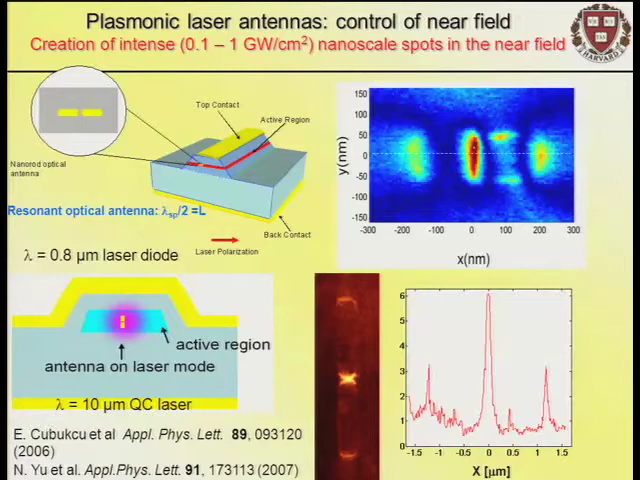 Plasmonic laser antennas: control of near field
Creation of intense (0.1 – 1 GW/cm²) nanoscale spots in the near field
HARVARD
Top Contact
Active Region
Nanorod optical
antenna
Resonant optical antenna: λsp/2 =L
Back Contact
Laser Polarization
λ = 0.8 µm laser diode
y(nm)
150
100
50
0
-50
-100
-150
-300 -200 -100 0 100 200 300
x(nm)
active region
antenna on laser mode
λ = 10 µm QC laser
6
5
4
3
2
1
0
-1.5 -1.0 -0.5 0 0.5 1.0 1.5
X [µm]
E. Cubukcu et al Appl. Phys. Lett. 89, 093120
(2006)
N. Yu et al. Appl.Phys. Lett. 91, 173113 (2007)